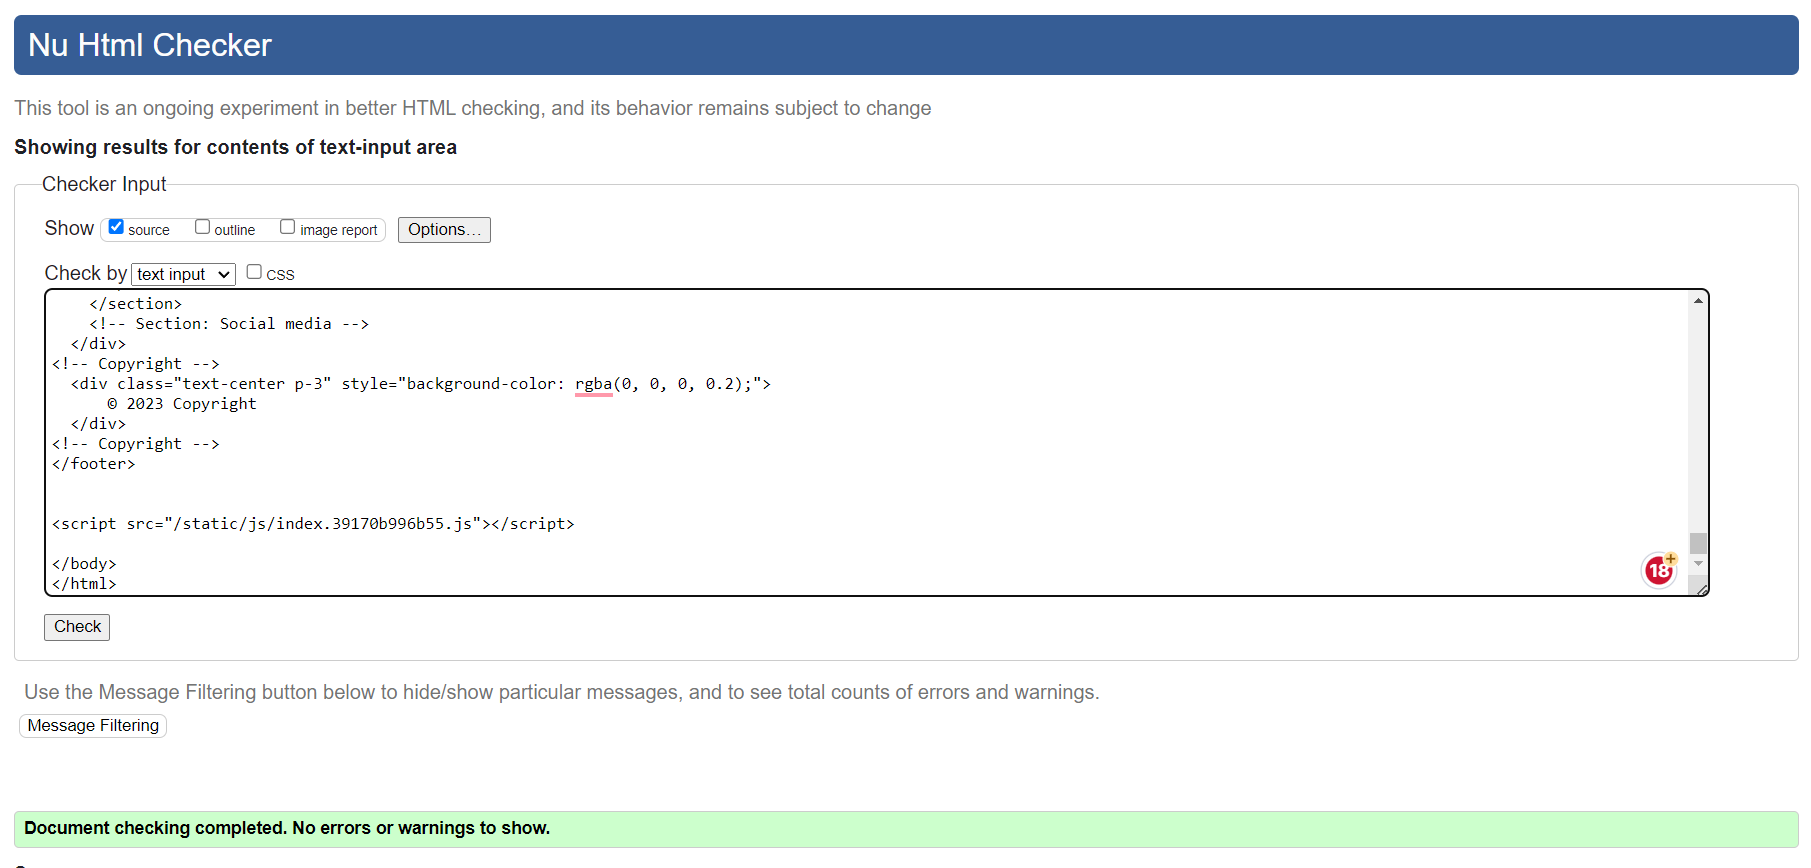 Nu Html Checker
This tool is an ongoing experiment in better HTML checking, and its behavior remains subject to change
Showing results for contents of text-input area
Checker Input
Show source outline image report Options...
Check by text input CSS
</section>
<!-- Section: Social media -->
</div>
<!-- Copyright -->
<div class="text-center p-3" style="background-color: rgba(0, 0, 0, 0.2);">
© 2023 Copyright
</div>
<!-- Copyright -->
</footer>
<script src="/static/js/index.39170b996b55.js"></script>
</body>
</html>
18+
Check
Use the Message Filtering button below to hide/show particular messages, and to see total counts of errors and warnings.
Message Filtering
Document checking completed. No errors or warnings to show.